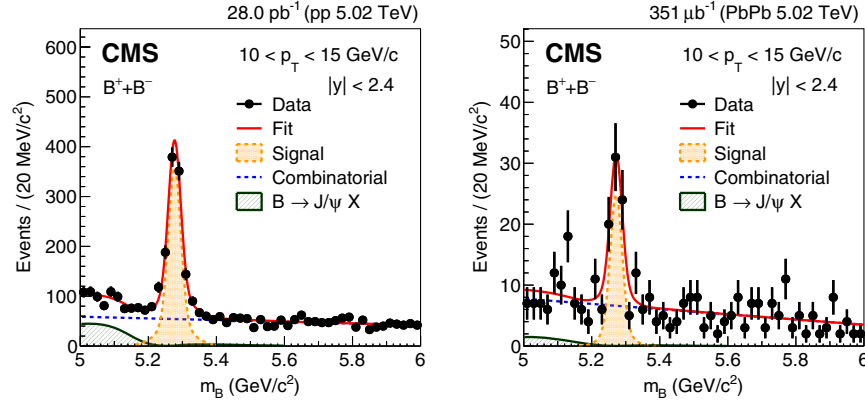 28.0 pb⁻¹ (pp 5.02 TeV)
CMS
10 < p_T < 15 GeV/c
B⁺+B⁻
|y| < 2.4
Data
Fit
Signal
Combinatorial
B → J/ψ X
Events / (20 MeV/c²)
0
100
200
300
400
500
600
5
5.2
5.4
5.6
5.8
6
m_B (GeV/c²)
351 μb⁻¹ (PbPb 5.02 TeV)
CMS
10 < p_T < 15 GeV/c
B⁺+B⁻
|y| < 2.4
Data
Fit
Signal
Combinatorial
B → J/ψ X
Events / (20 MeV/c²)
0
10
20
30
40
50
5
5.2
5.4
5.6
5.8
6
m_B (GeV/c²)